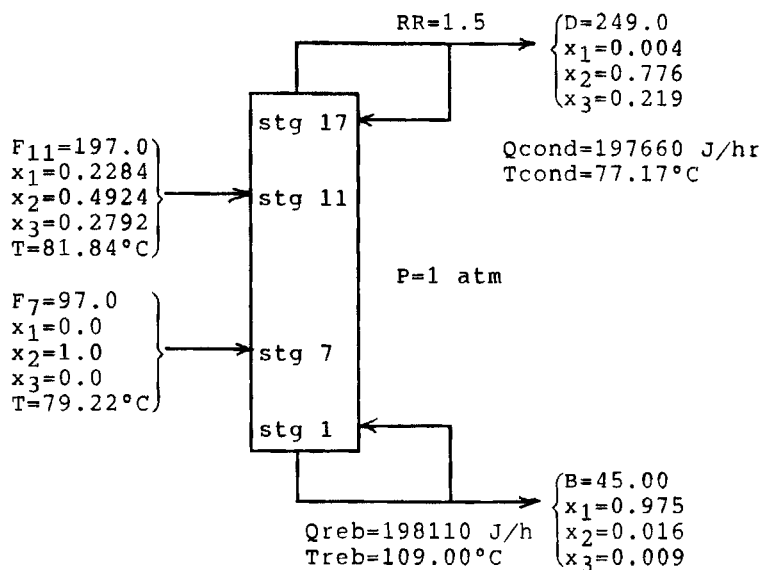 RR=1.5
D=249.0
x1=0.004
x2=0.776
x3=0.219
stg 17
F11=197.0
x1=0.2284
x2=0.4924
x3=0.2792
T=81.84°C
stg 11
Qcond=197660 J/hr
Tcond=77.17°C
P=1 atm
F7=97.0
x1=0.0
x2=1.0
x3=0.0
T=79.22°C
stg 7
stg 1
Qreb=198110 J/h
Treb=109.00°C
B=45.00
x1=0.975
x2=0.016
x3=0.009